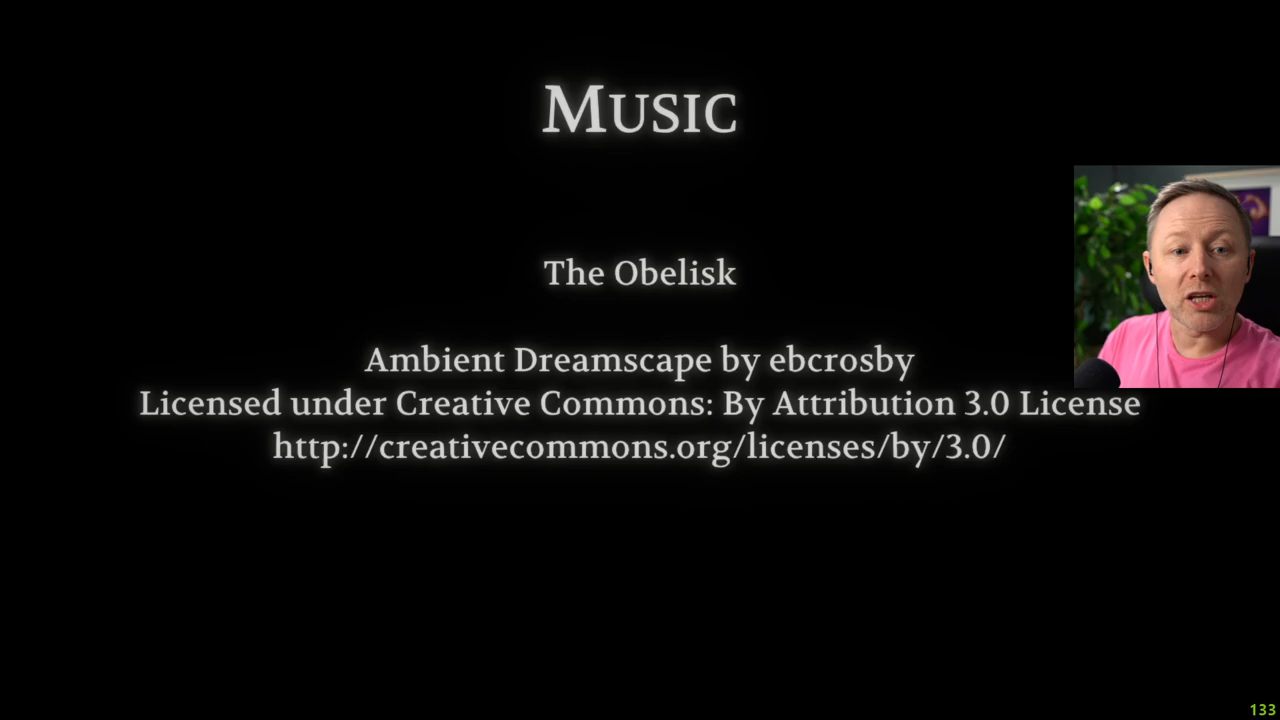 Music
The Obelisk
Ambient Dreamscape by ebcrosby
Licensed under Creative Commons: By Attribution 3.0 License
http://creativecommons.org/licenses/by/3.0/
133